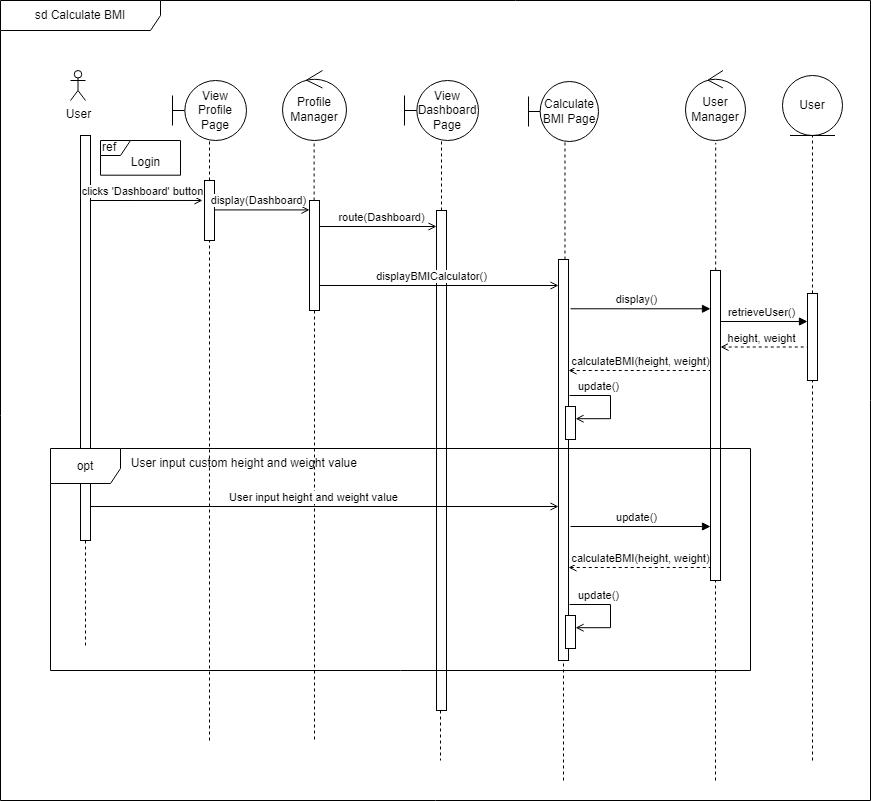 sd Calculate BMI
User
View
Profile
Page
Profile
Manager
View
Dashboard
Page
Calculate
BMI Page
User
Manager
User
ref
Login
clicks 'Dashboard' button
display(Dashboard)
route(Dashboard)
displayBMICalculator()
display()
retrieveUser()
height, weight
calculateBMI(height, weight)
update()
opt
User input custom height and weight value
User input height and weight value
update()
calculateBMI(height, weight)
update()